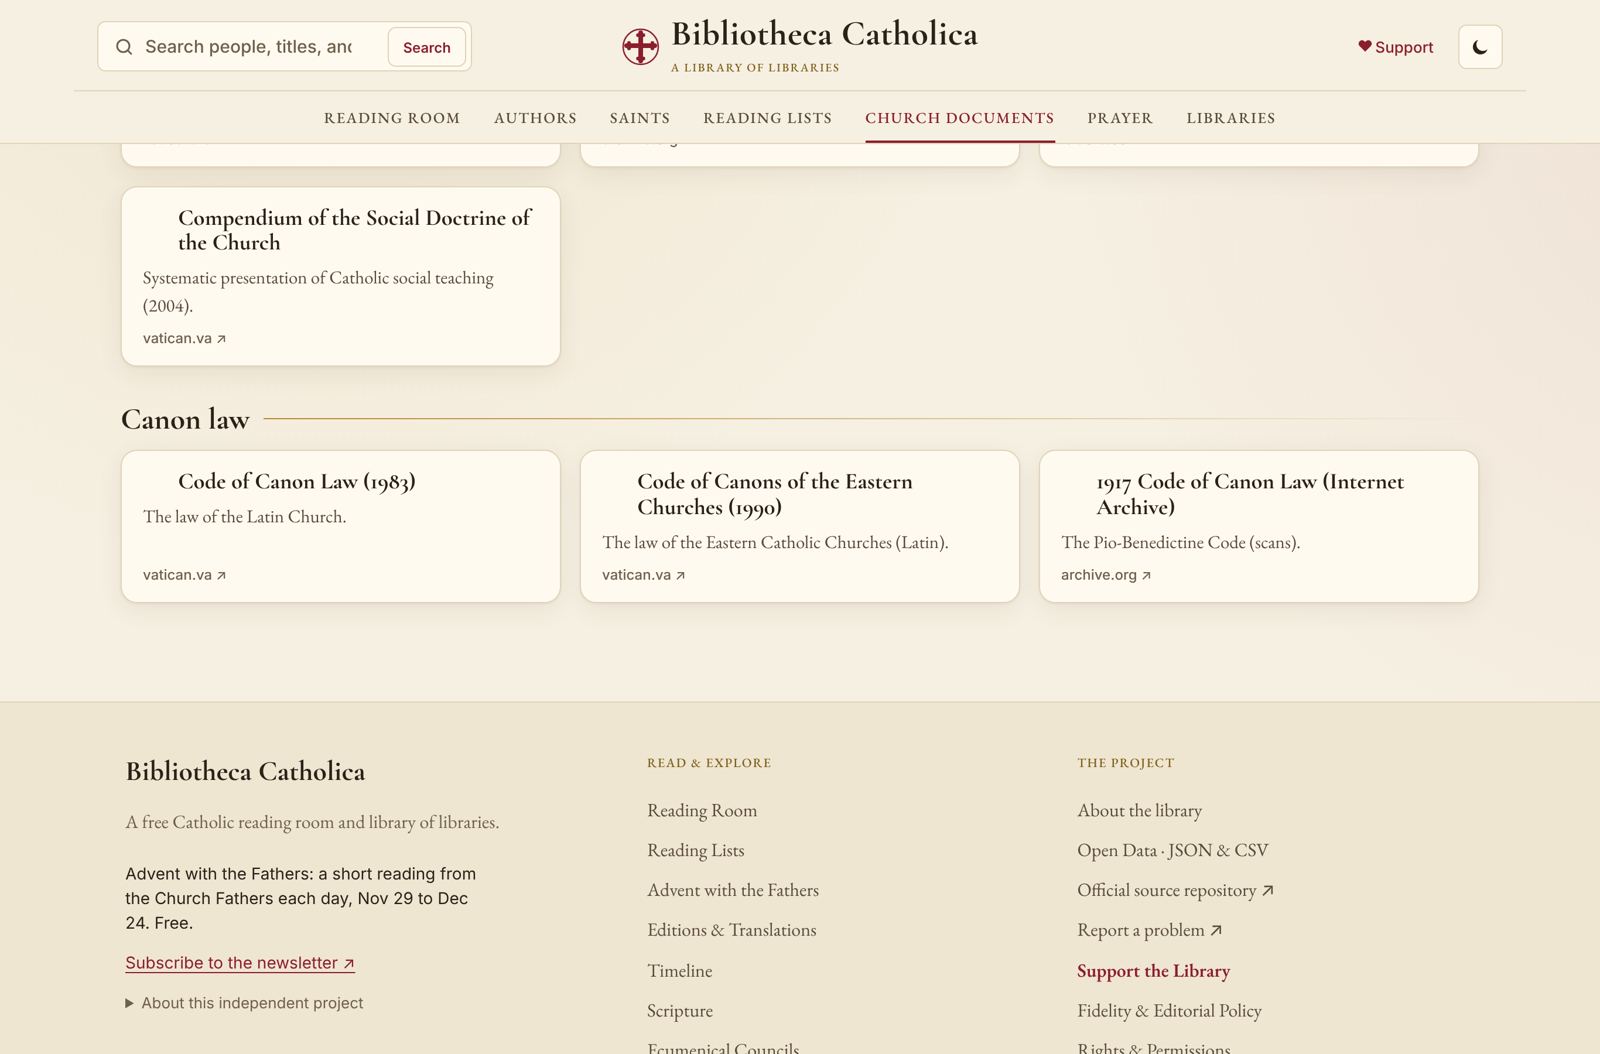 Search people, titles, and
Search
Bibliotheca Catholica
A LIBRARY OF LIBRARIES
Support
READING ROOM
AUTHORS
SAINTS
READING LISTS
CHURCH DOCUMENTS
PRAYER
LIBRARIES
Compendium of the Social Doctrine of
the Church
Systematic presentation of Catholic social teaching
(2004).
vatican.va ↗
Canon law
Code of Canon Law (1983)
The law of the Latin Church.
vatican.va ↗
Code of Canons of the Eastern
Churches (1990)
The law of the Eastern Catholic Churches (Latin).
vatican.va ↗
1917 Code of Canon Law (Internet
Archive)
The Pio-Benedictine Code (scans).
archive.org ↗
Bibliotheca Catholica
A free Catholic reading room and library of libraries.
Advent with the Fathers: a short reading from
the Church Fathers each day, Nov 29 to Dec
24. Free.
Subscribe to the newsletter ↗
About this independent project
READ & EXPLORE
Reading Room
Reading Lists
Advent with the Fathers
Editions & Translations
Timeline
Scripture
Ecumenical Councils
THE PROJECT
About the library
Open Data · JSON & CSV
Official source repository ↗
Report a problem ↗
Support the Library
Fidelity & Editorial Policy
Rights & Permissions